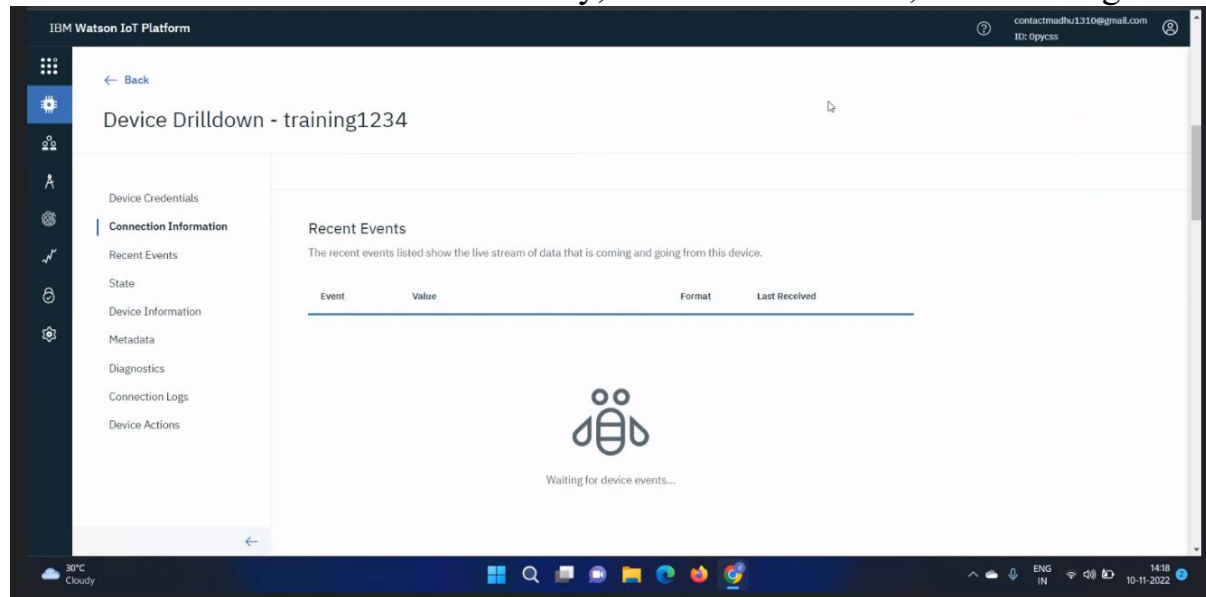 IBM Watson IoT Platform
contactmadhu1310@gmail.com
ID: 0pycss
← Back
Device Drilldown - training1234
Device Credentials
Connection Information
Recent Events
State
Device Information
Metadata
Diagnostics
Connection Logs
Device Actions
Recent Events
The recent events listed show the live stream of data that is coming and going from this device.
Event Value Format Last Received
Waiting for device events...
30°C
Cloudy
ENG
IN
14:18
10-11-2022
2